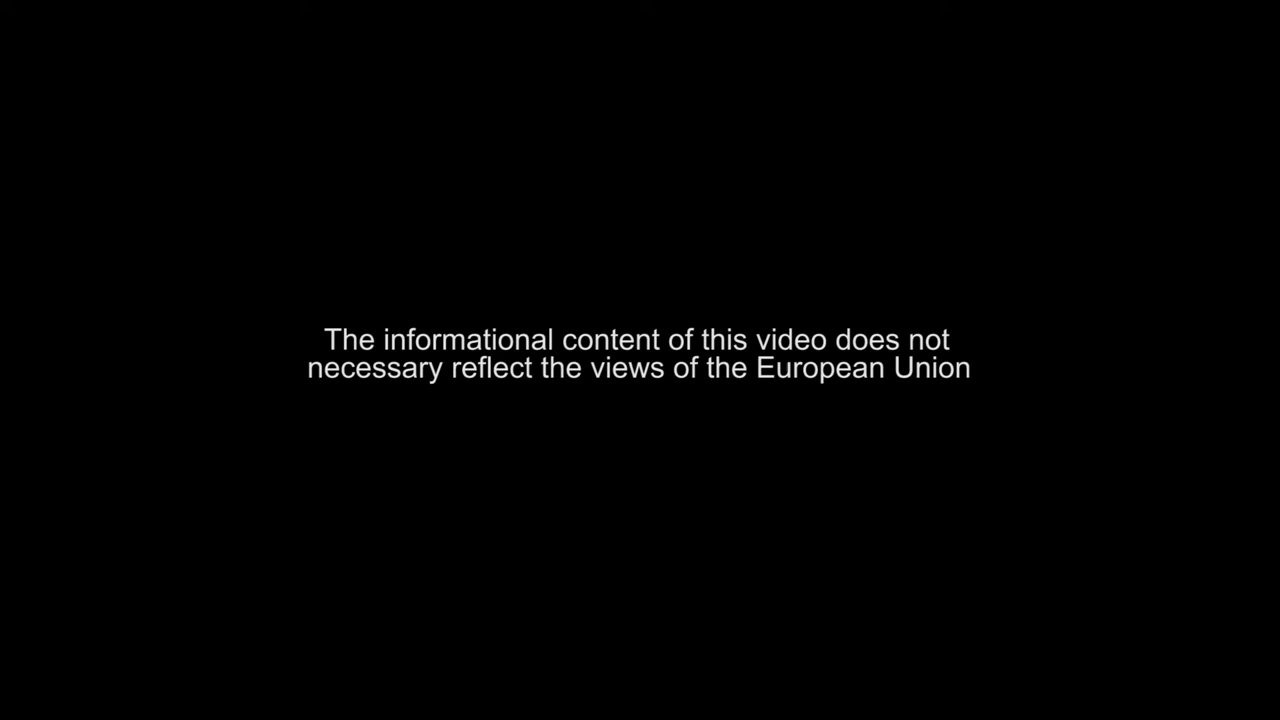 The informational content of this video does not
necessary reflect the views of the European Union